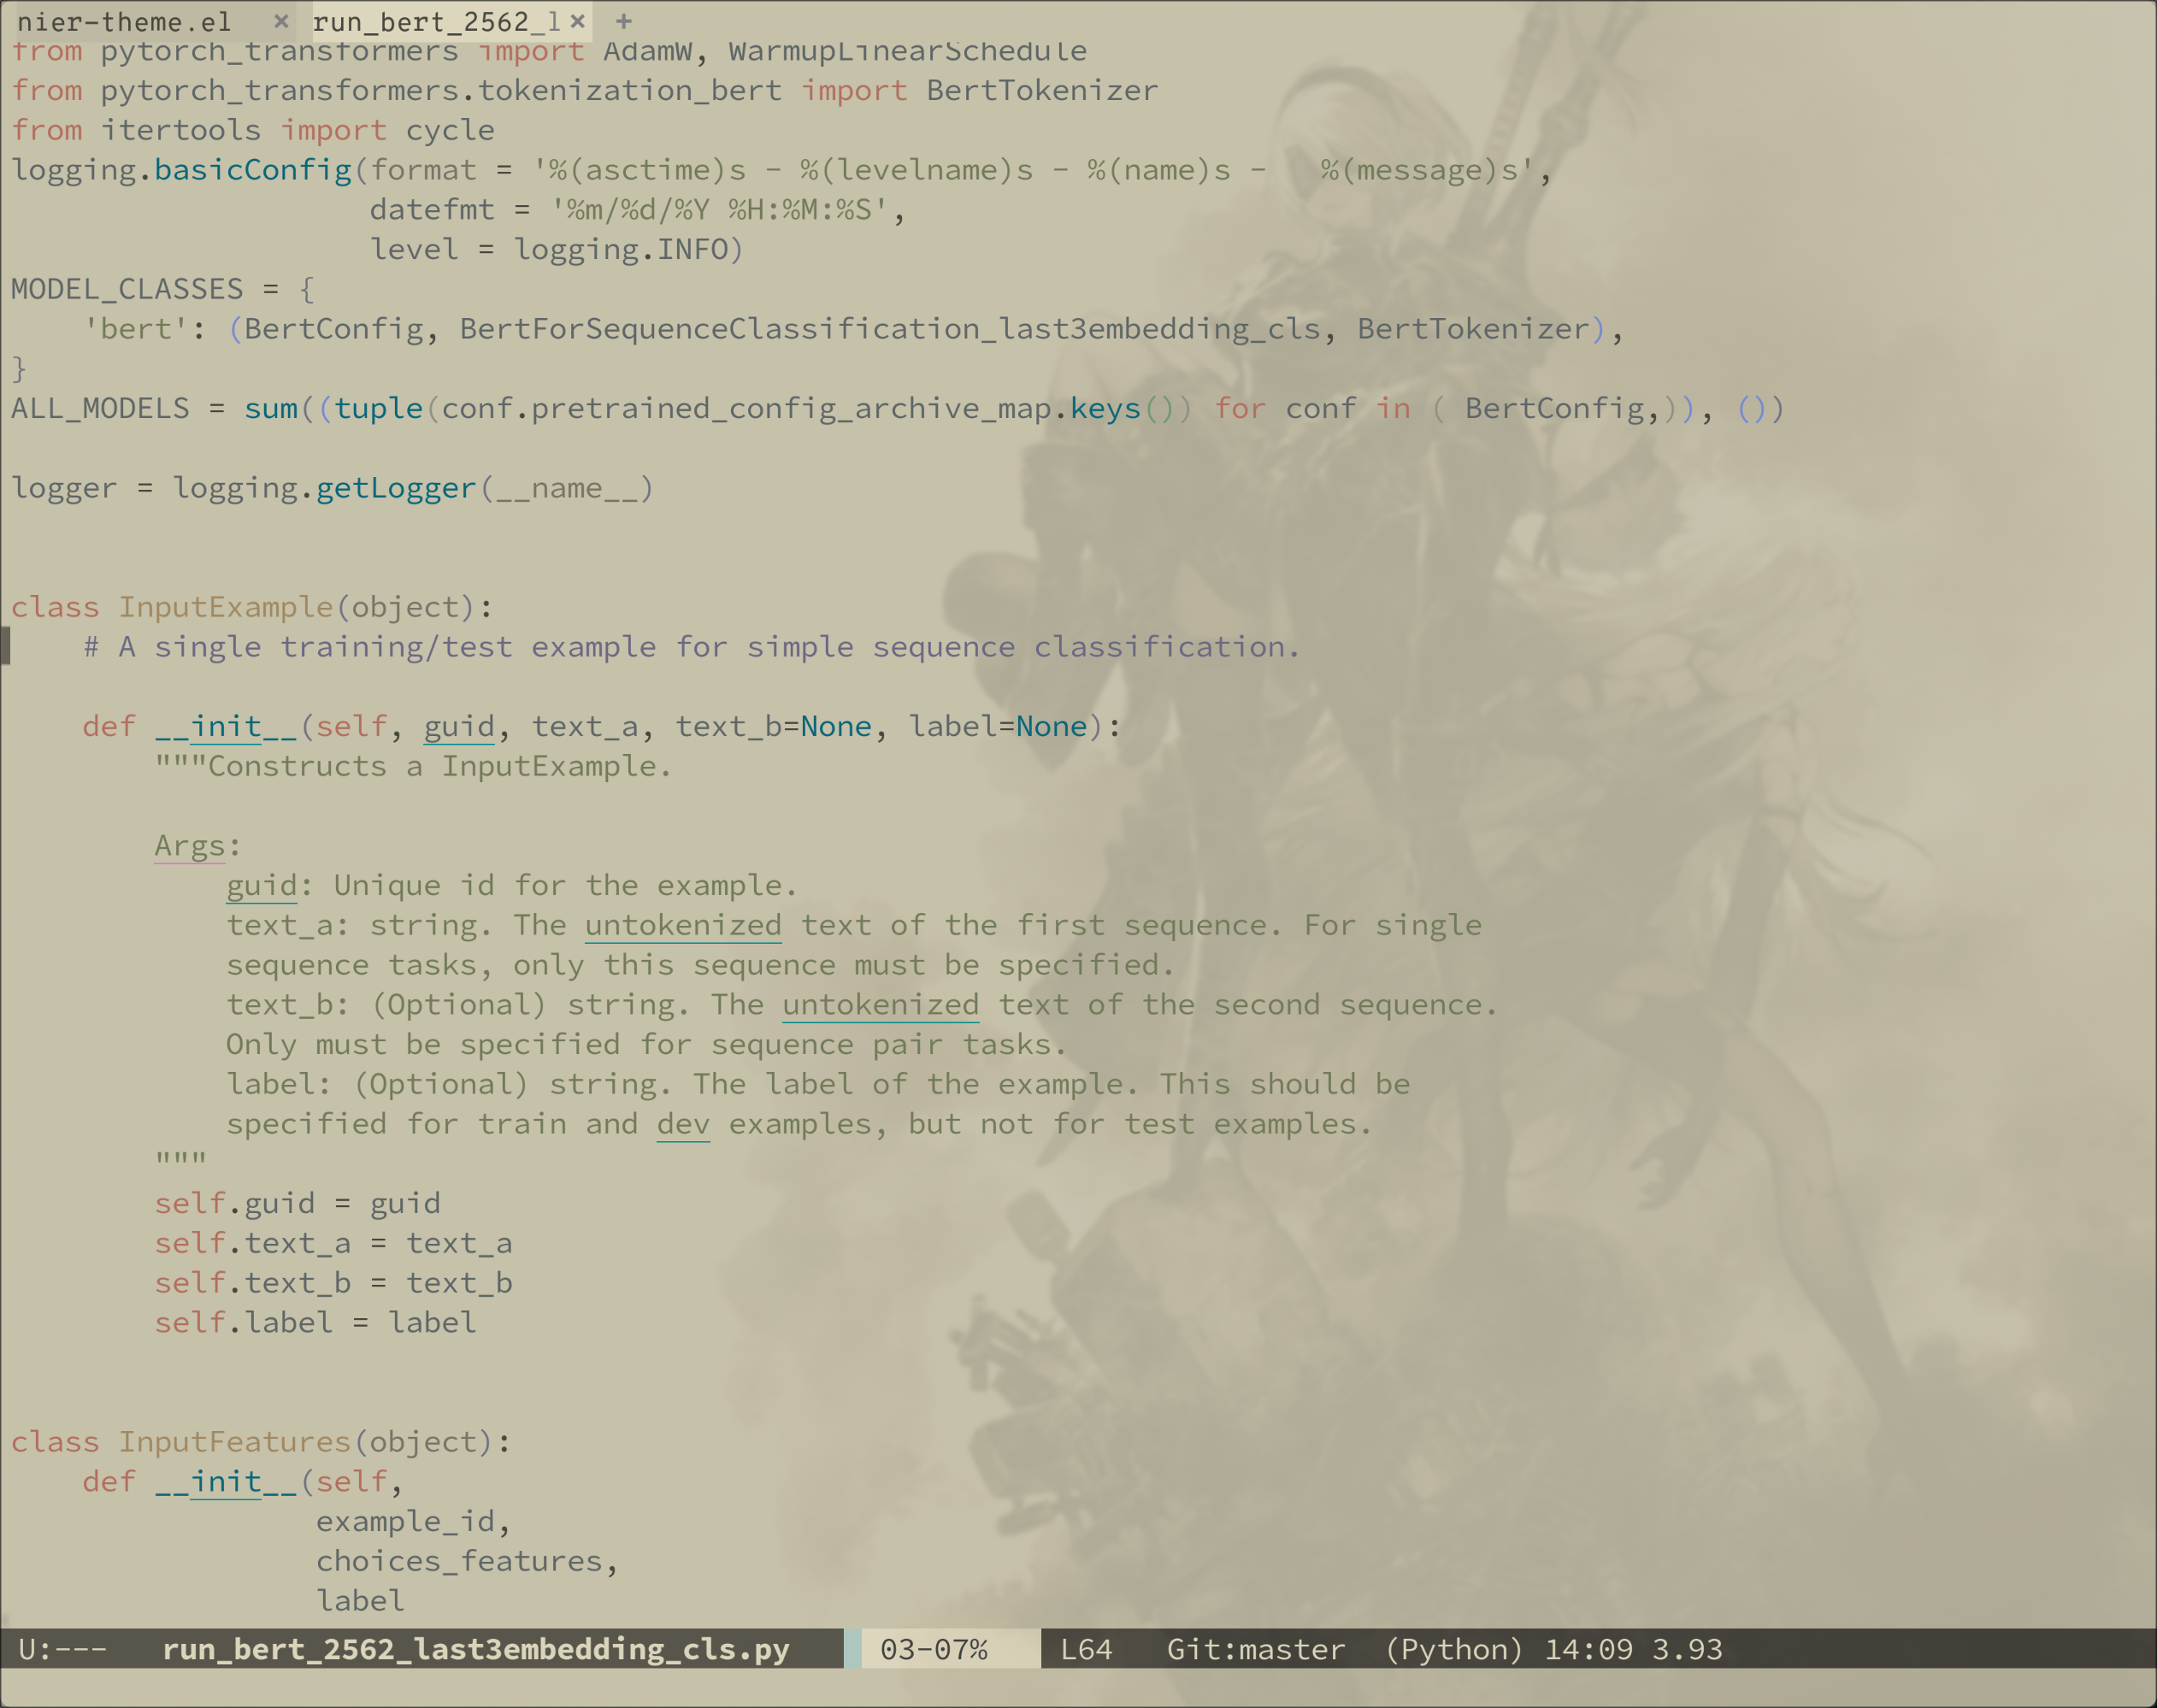 nier-theme.el × run_bert_2562_l× +
from pytorch_transformers import AdamW, WarmupLinearSchedule
from pytorch_transformers.tokenization_bert import BertTokenizer
from itertools import cycle
logging.basicConfig(format = '%(asctime)s - %(levelname)s - %(name)s -   %(message)s',
                    datefmt = '%m/%d/%Y %H:%M:%S',
                    level = logging.INFO)
MODEL_CLASSES = {
    'bert': (BertConfig, BertForSequenceClassification_last3embedding_cls, BertTokenizer),
}
ALL_MODELS = sum((tuple(conf.pretrained_config_archive_map.keys()) for conf in ( BertConfig,)), ())
logger = logging.getLogger(__name__)
class InputExample(object):
    # A single training/test example for simple sequence classification.
    def __init__(self, guid, text_a, text_b=None, label=None):
        """Constructs a InputExample.
        Args:
            guid: Unique id for the example.
            text_a: string. The untokenized text of the first sequence. For single
            sequence tasks, only this sequence must be specified.
            text_b: (Optional) string. The untokenized text of the second sequence.
            Only must be specified for sequence pair tasks.
            label: (Optional) string. The label of the example. This should be
            specified for train and dev examples, but not for test examples.
        """
        self.guid = guid
        self.text_a = text_a
        self.text_b = text_b
        self.label = label
class InputFeatures(object):
    def __init__(self,
                 example_id,
                 choices_features,
                 label
U:---   run_bert_2562_last3embedding_cls.py   03-07%   L64   Git:master  (Python) 14:09 3.93